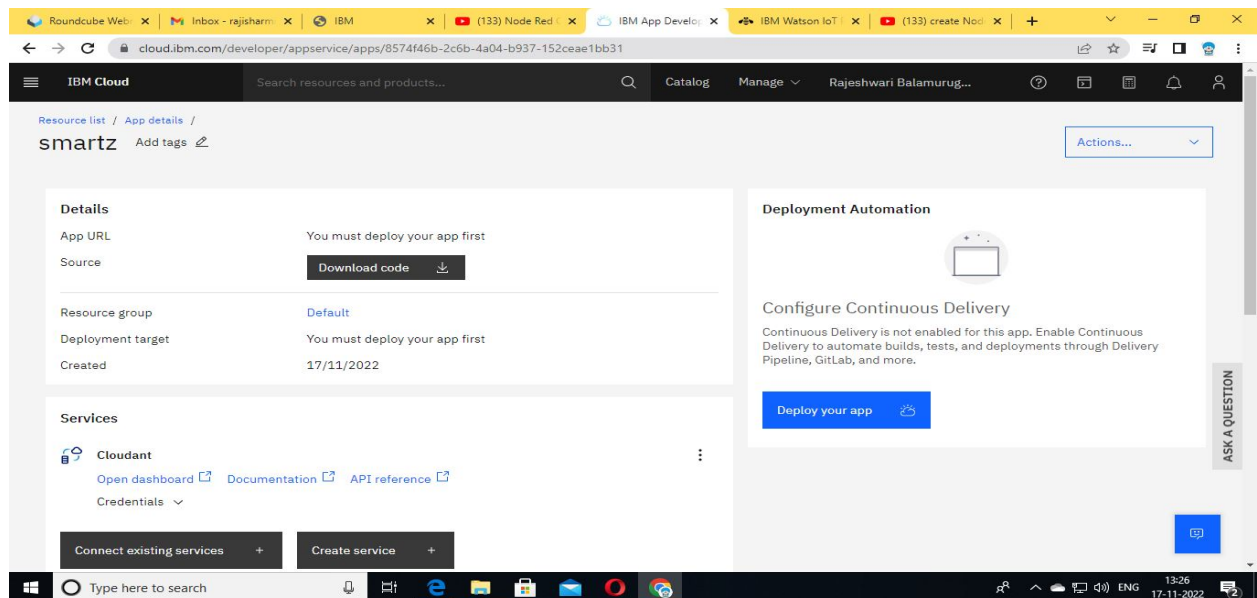 Roundcube Web
Inbox - rajisharm
IBM
(133) Node Red
IBM App Develop
IBM Watson IoT
(133) create Nod
cloud.ibm.com/developer/appservice/apps/8574f46b-2c6b-4a04-b937-152ceae1bb31
IBM Cloud
Search resources and products...
Catalog
Manage
Rajeshwari Balamurug...
Resource list / App details /
smartz Add tags
Actions...
Details
App URL You must deploy your app first
Source Download code
Resource group Default
Deployment target You must deploy your app first
Created 17/11/2022
Services
Cloudant
Open dashboard Documentation API reference
Credentials
Connect existing services +
Create service +
Deployment Automation
Configure Continuous Delivery
Continuous Delivery is not enabled for this app. Enable Continuous
Delivery to automate builds, tests, and deployments through Delivery
Pipeline, GitLab, and more.
Deploy your app
ASK A QUESTION
Type here to search
ENG
13:26
17-11-2022
2